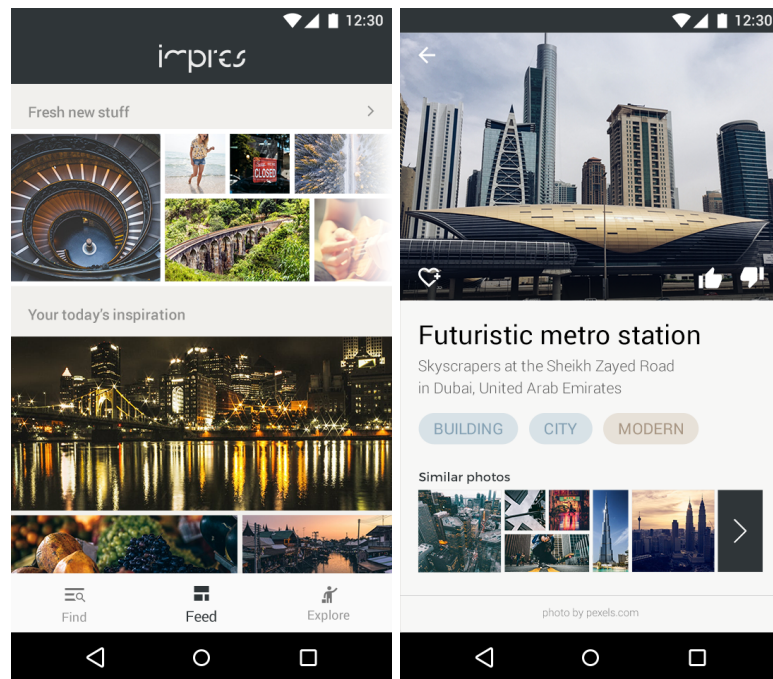 12:30
impres
Fresh new stuff
CLOSED
Your today's inspiration
Find
Feed
Explore
12:30
Futuristic metro station
Skyscrapers at the Sheikh Zayed Road
in Dubai, United Arab Emirates
BUILDING
CITY
MODERN
Similar photos
photo by pexels.com